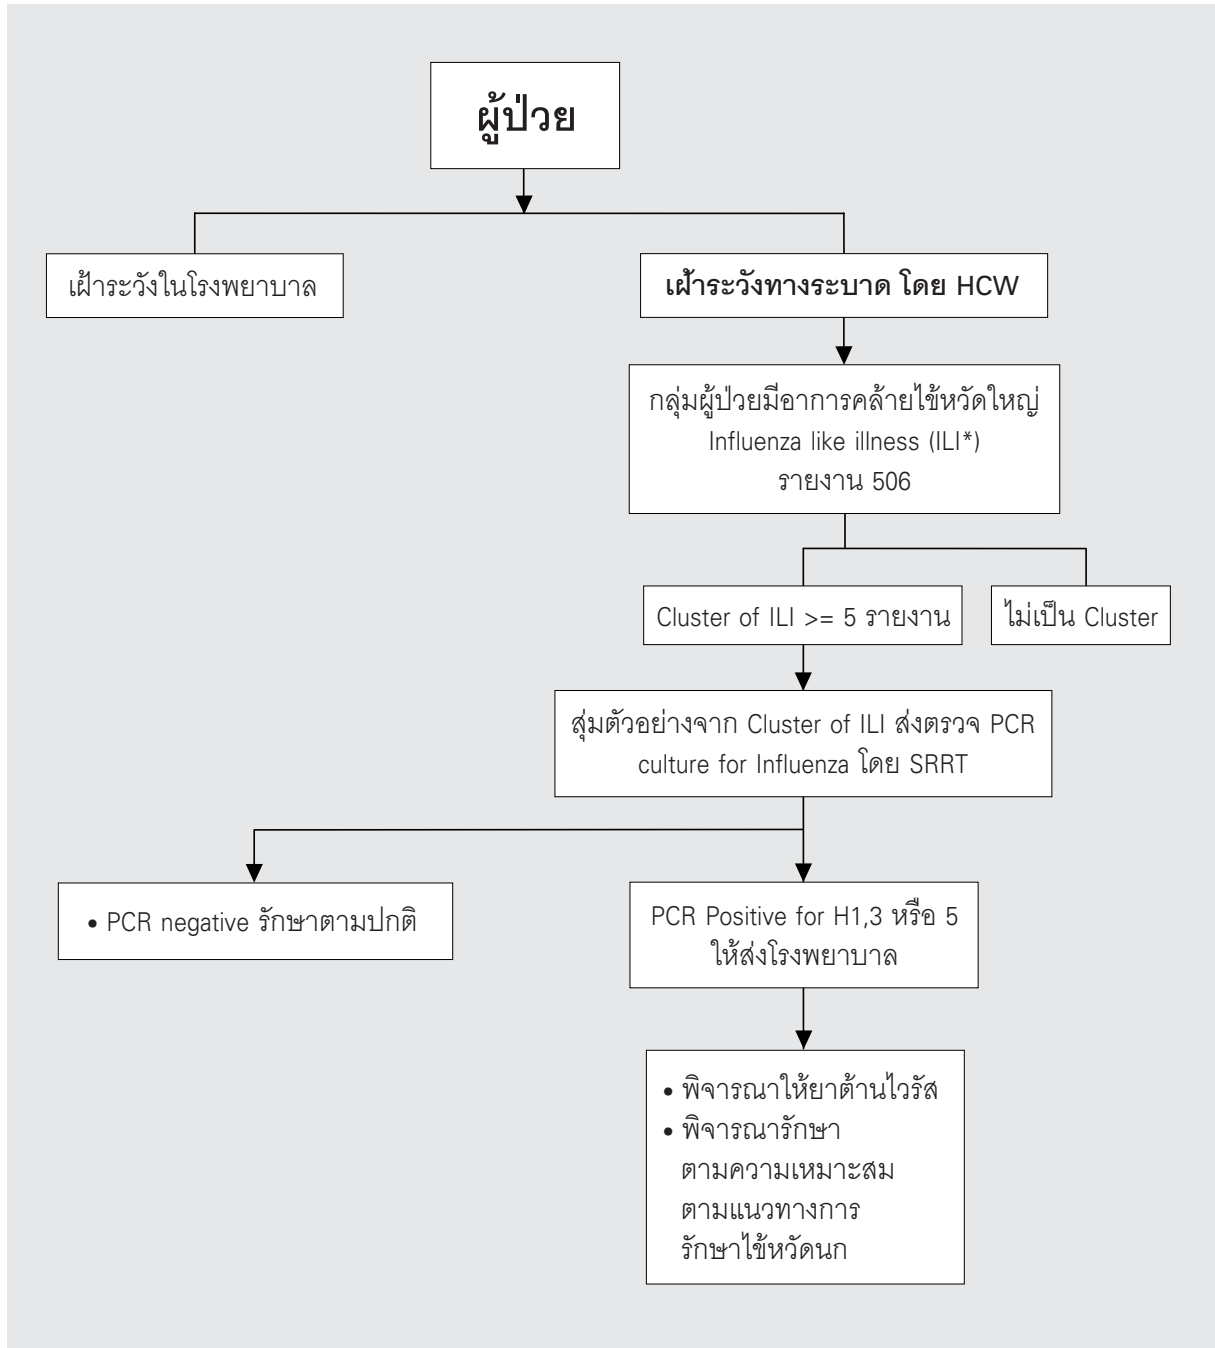 ผู้ป่วย
เฝ้าระวังในโรงพยาบาล
เฝ้าระวังทางระบาด โดย HCW
กลุ่มผู้ป่วยมีอาการคล้ายไข้หวัดใหญ่
Influenza like illness (ILI*)
รายงาน 506
Cluster of ILI >= 5 รายงาน
ไม่เป็น Cluster
สุ่มตัวอย่างจาก Cluster of ILI ส่งตรวจ PCR
culture for Influenza โดย SRRT
• PCR negative รักษาตามปกติ
PCR Positive for H1,3 หรือ 5
ให้ส่งโรงพยาบาล
• พิจารณาให้ยาต้านไวรัส
• พิจารณารักษา
ตามความเหมาะสม
ตามแนวทางการ
รักษาไข้หวัดนก